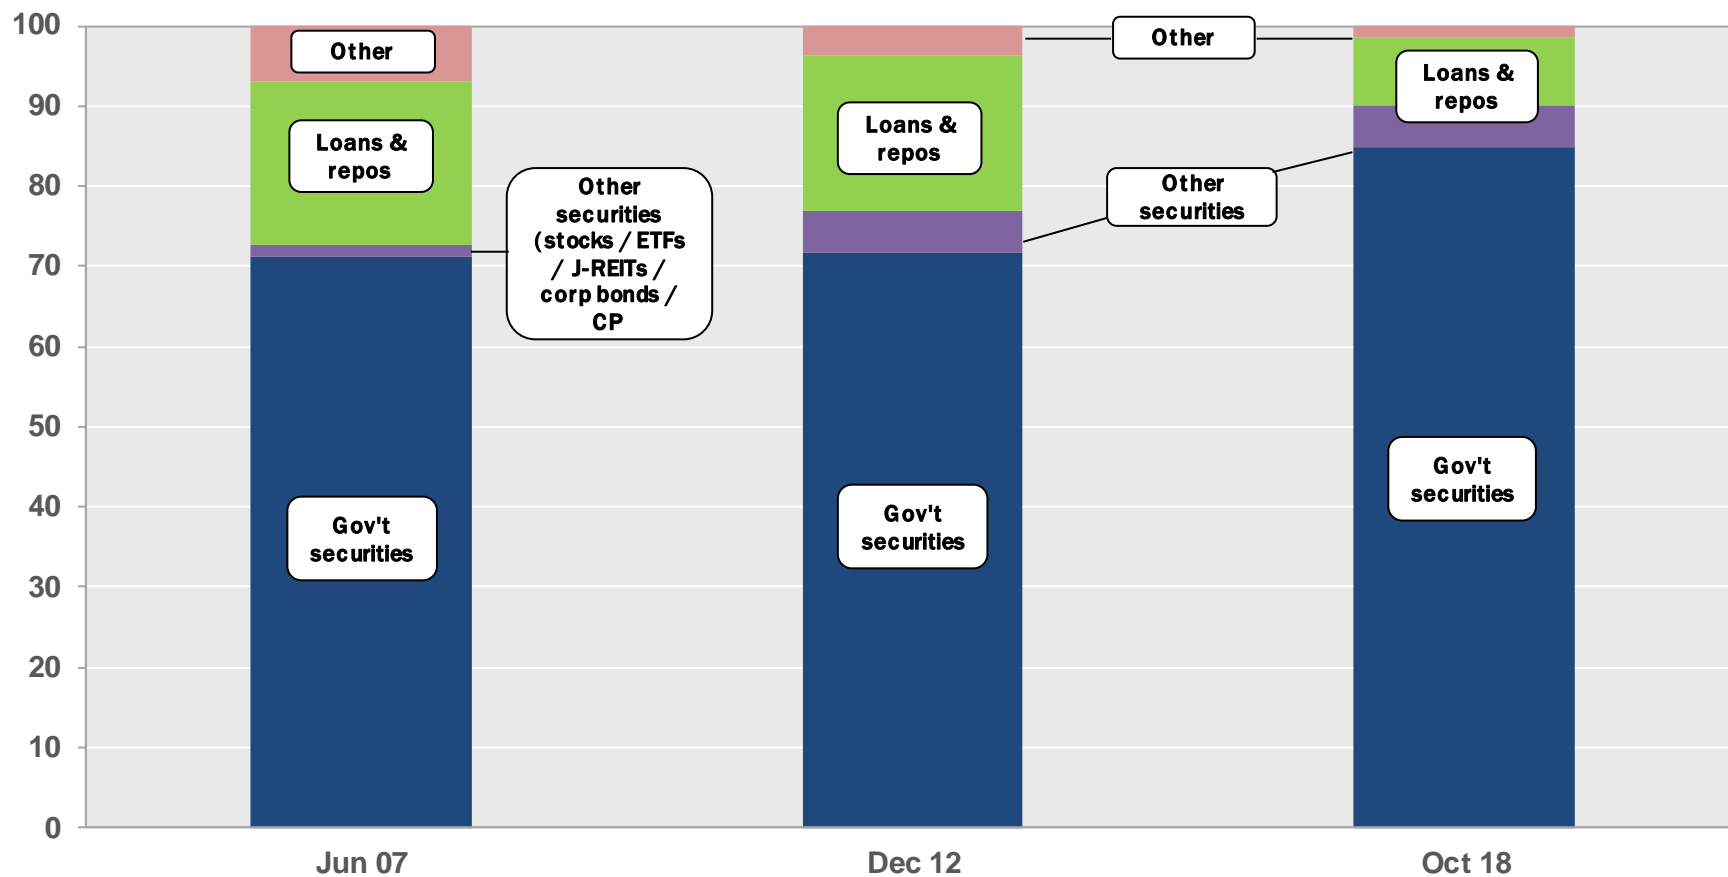 100
90
80
70
60
50
40
30
20
10
0
Other
Loans &
repos
Gov't
securities
Other
securities
(stocks / ETFs
/ J-REITs /
corp bonds /
CP
Loans &
repos
Gov't
securities
Other
Other
securities
Loans &
repos
Gov't
securities
Jun 07
Dec 12
Oct 18